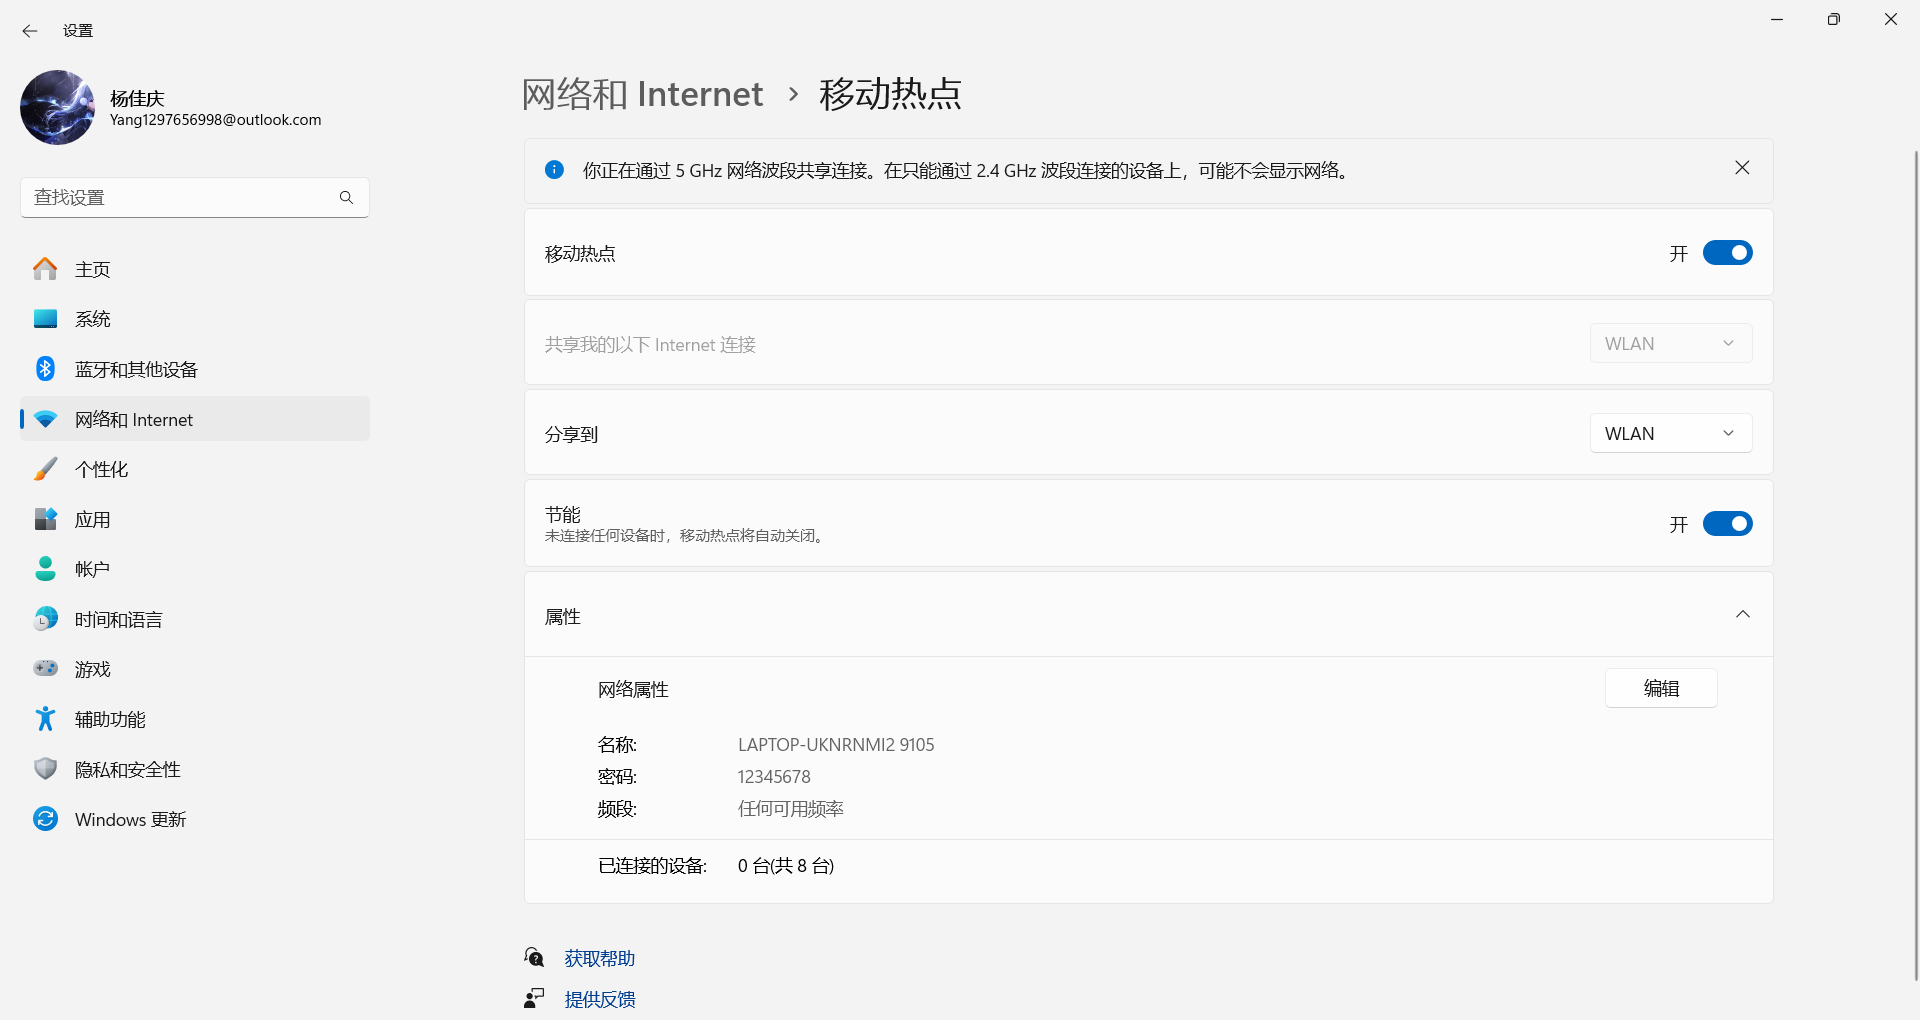 设置
杨佳庆
Yang1297656998@outlook.com
查找设置
主页
系统
蓝牙和其他设备
网络和 Internet
个性化
应用
帐户
时间和语言
游戏
辅助功能
隐私和安全性
Windows 更新
网络和 Internet › 移动热点
你正在通过 5 GHz 网络波段共享连接。在只能通过 2.4 GHz 波段连接的设备上，可能不会显示网络。
移动热点 开
共享我的以下 Internet 连接 WLAN
分享到 WLAN
节能
未连接任何设备时，移动热点将自动关闭。
开
属性
网络属性 编辑
名称: LAPTOP-UKNRNMI2 9105
密码: 12345678
频段: 任何可用频率
已连接的设备: 0 台(共 8 台)
获取帮助
提供反馈